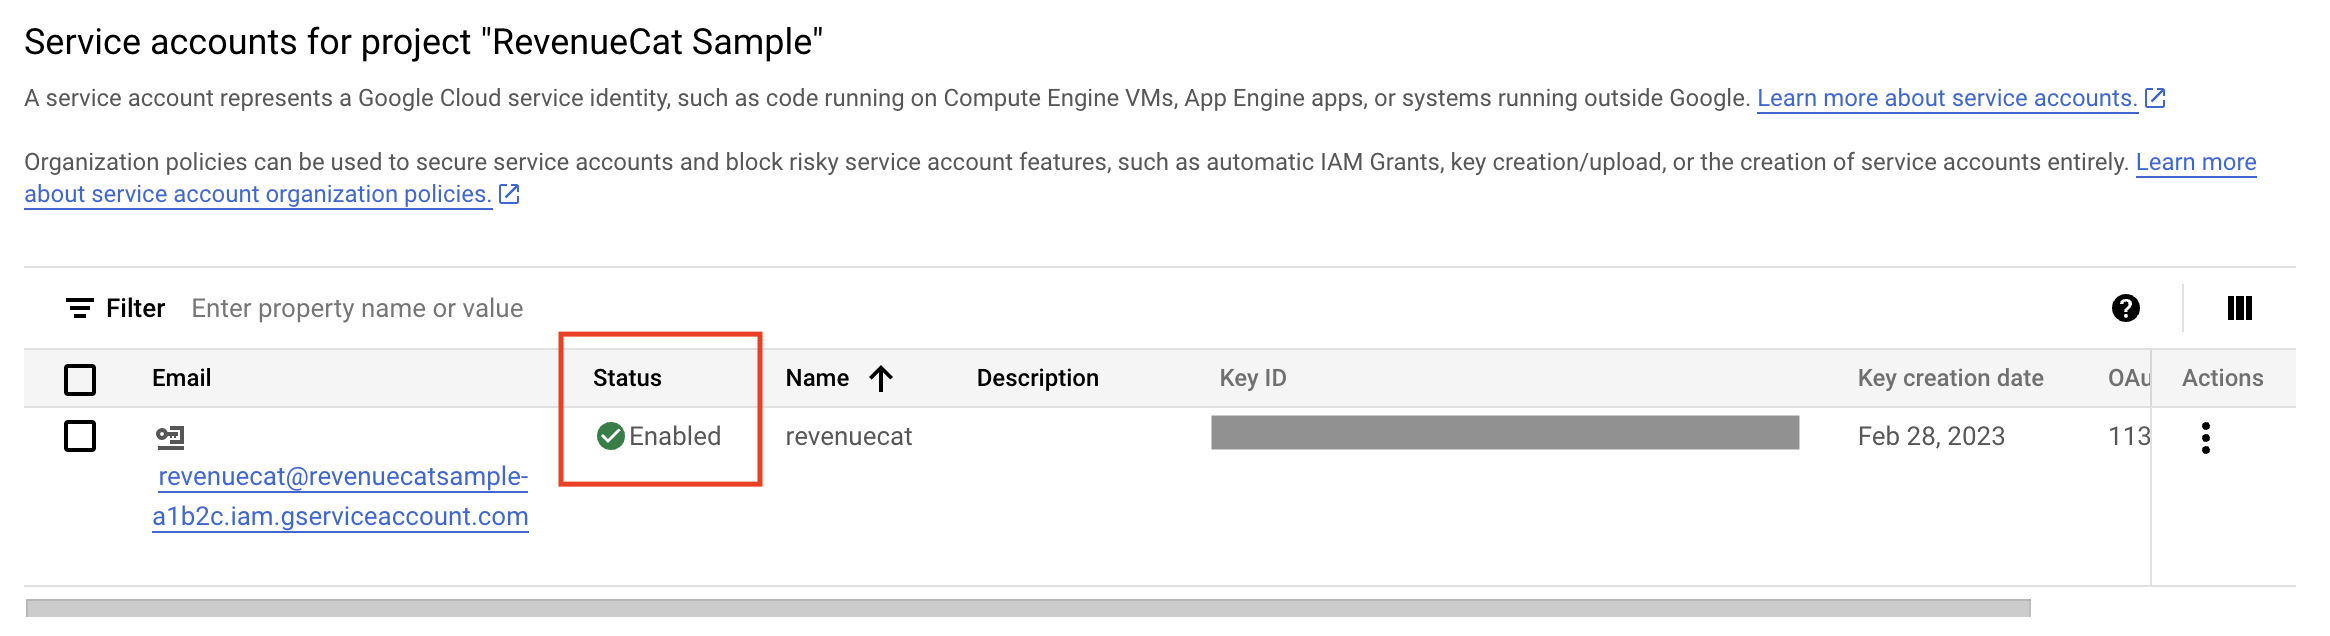 Service accounts for project "RevenueCat Sample"
A service account represents a Google Cloud service identity, such as code running on Compute Engine VMs, App Engine apps, or systems running outside Google. Learn more about service accounts.
Organization policies can be used to secure service accounts and block risky service account features, such as automatic IAM Grants, key creation/upload, or the creation of service accounts entirely. Learn more
about service account organization policies.
Filter Enter property name or value
Email Status Name Description Key ID Key creation date OAu Actions
Enabled revenuecat Feb 28, 2023 113
revenuecat@revenuecatsample-
a1b2c.iam.gserviceaccount.com